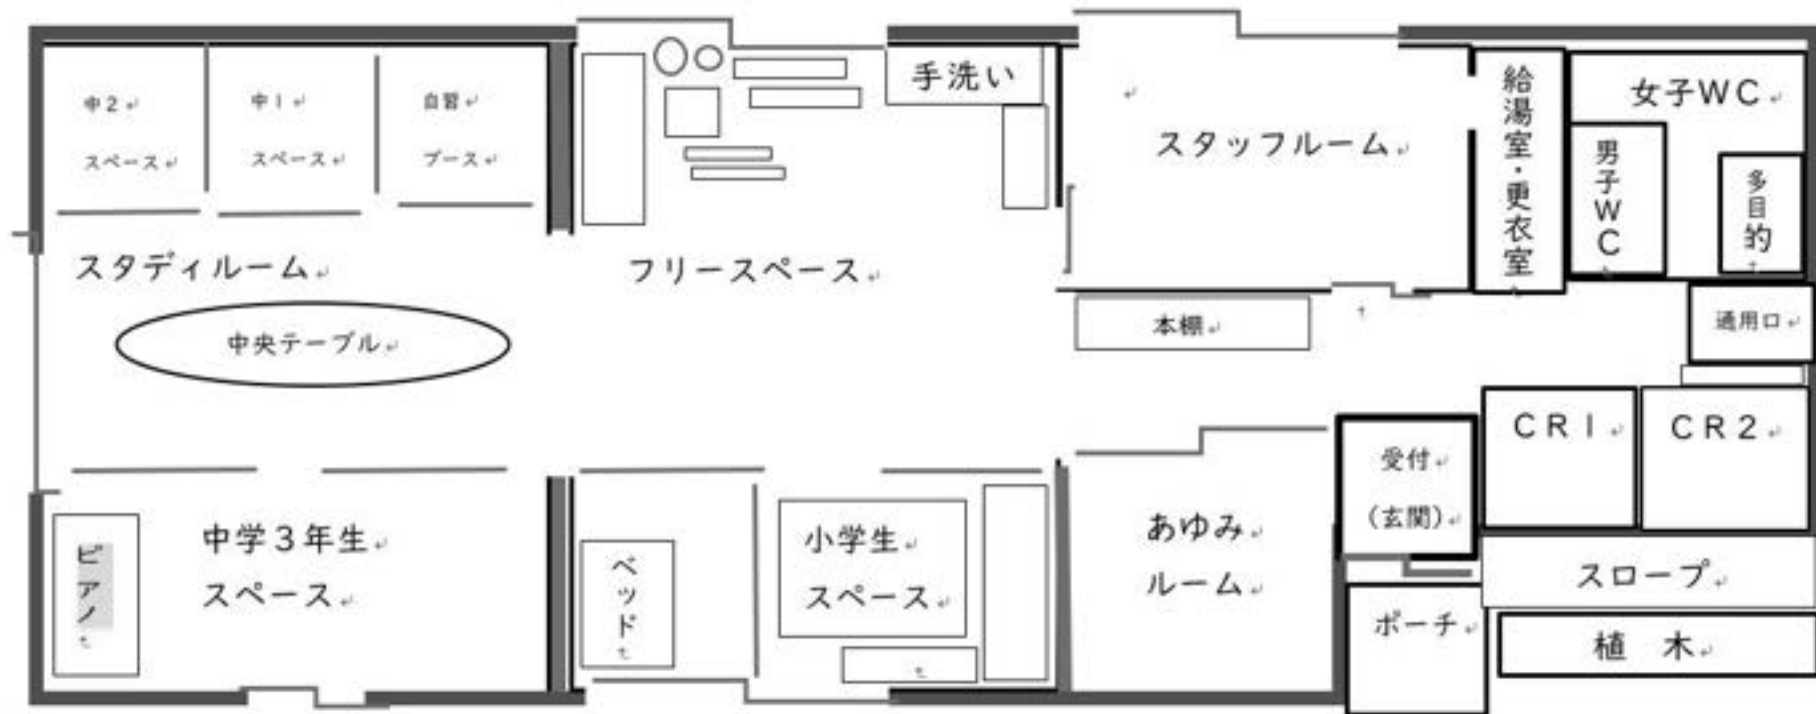 中2
スペース
中1
スペース
自習
ブース
手洗い
スタッフルーム
給湯室・更衣室
女子WC
男子WC
多目的
スタディルーム
フリースペース
中央テーブル
本棚
通用口
CR1
CR2
受付
(玄関)
ピアノ
中学3年生
スペース
ベッド
小学生
スペース
あゆみ
ルーム
スロープ
ポーチ
植 木